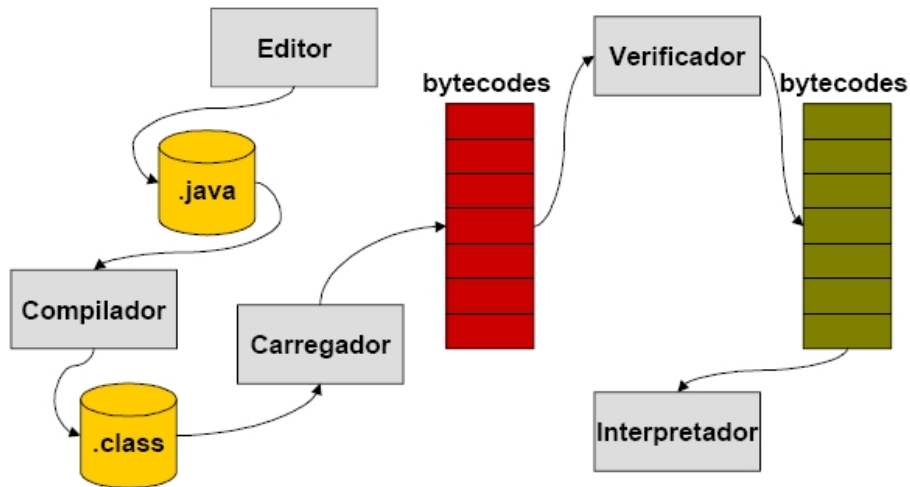 Editor
.java
Compilador
.class
Carregador
bytecodes
Verificador
bytecodes
Interpretador